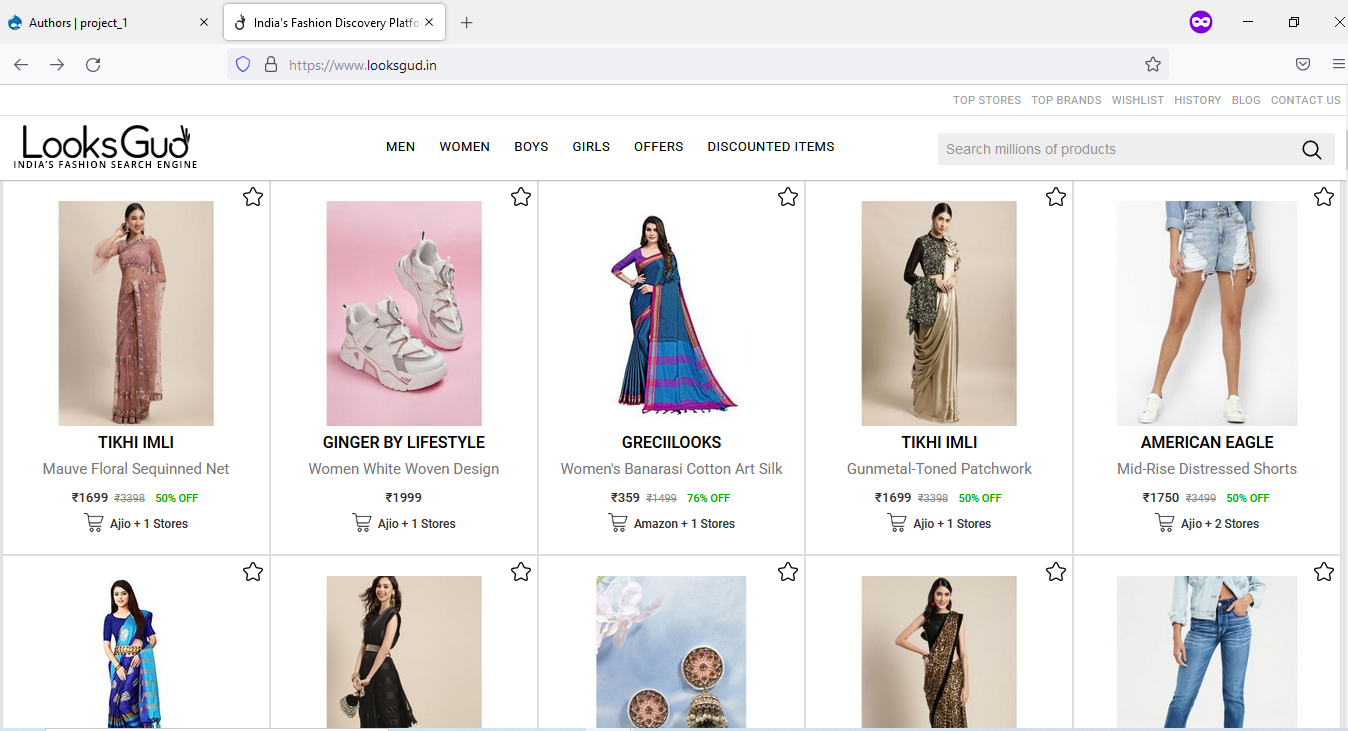 Authors | project_1
India's Fashion Discovery Platfo
https://www.looksgud.in
TOP STORES TOP BRANDS WISHLIST HISTORY BLOG CONTACT US
LooksGud
INDIA'S FASHION SEARCH ENGINE
MEN WOMEN BOYS GIRLS OFFERS DISCOUNTED ITEMS
Search millions of products
TIKHI IMLI
Mauve Floral Sequinned Net
₹1699 ₹3398 50% OFF
Ajio + 1 Stores
GINGER BY LIFESTYLE
Women White Woven Design
₹1999
Ajio + 1 Stores
GRECIILOOKS
Women's Banarasi Cotton Art Silk
₹359 ₹1499 76% OFF
Amazon + 1 Stores
TIKHI IMLI
Gunmetal-Toned Patchwork
₹1699 ₹3398 50% OFF
Ajio + 1 Stores
AMERICAN EAGLE
Mid-Rise Distressed Shorts
₹1750 ₹3499 50% OFF
Ajio + 2 Stores